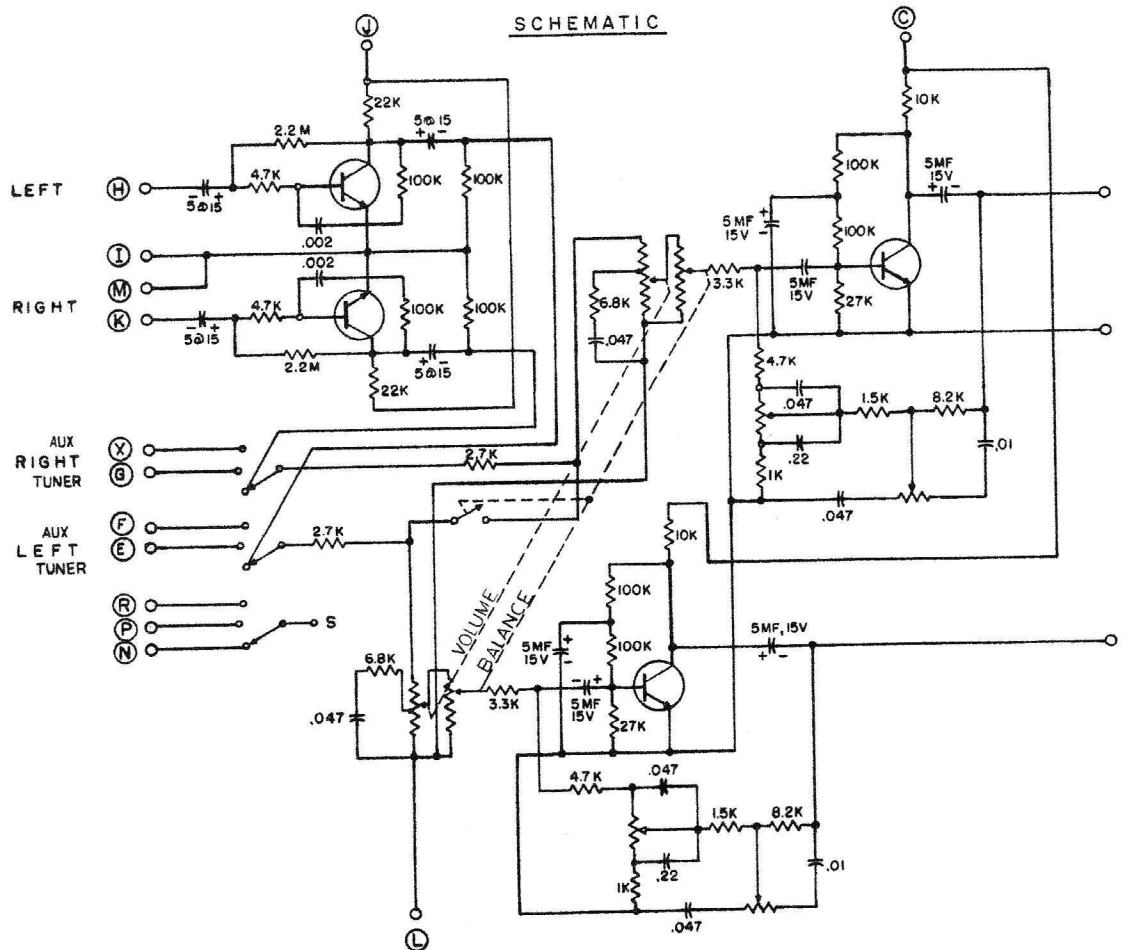 SCHEMATIC
J
C
22K
10K
2.2M
5@15
+ -
100K
5MF
15V
+ -
LEFT
H
4.7K
- +
5@15
100K
100K
.002
5MF
15V
+
-
100K
I
.002
M
5MF
15V
3.3K
27K
RIGHT
K
4.7K
- +
5@15
100K
100K
6.8K
.047
2.2M
+ -
5@15
22K
4.7K
.047
1.5K
8.2K
.22
.01
1K
.047
AUX
RIGHT
TUNER
X
G
2.7K
AUX
LEFT
TUNER
F
E
2.7K
10K
R
P
N
S
VOLUME
BALANCE
100K
5MF
15V
+
-
100K
5MF,15V
+ -
6.8K
.047
3.3K
- +
5MF
15V
27K
4.7K
.047
1.5K
8.2K
.22
.01
1K
.047
L